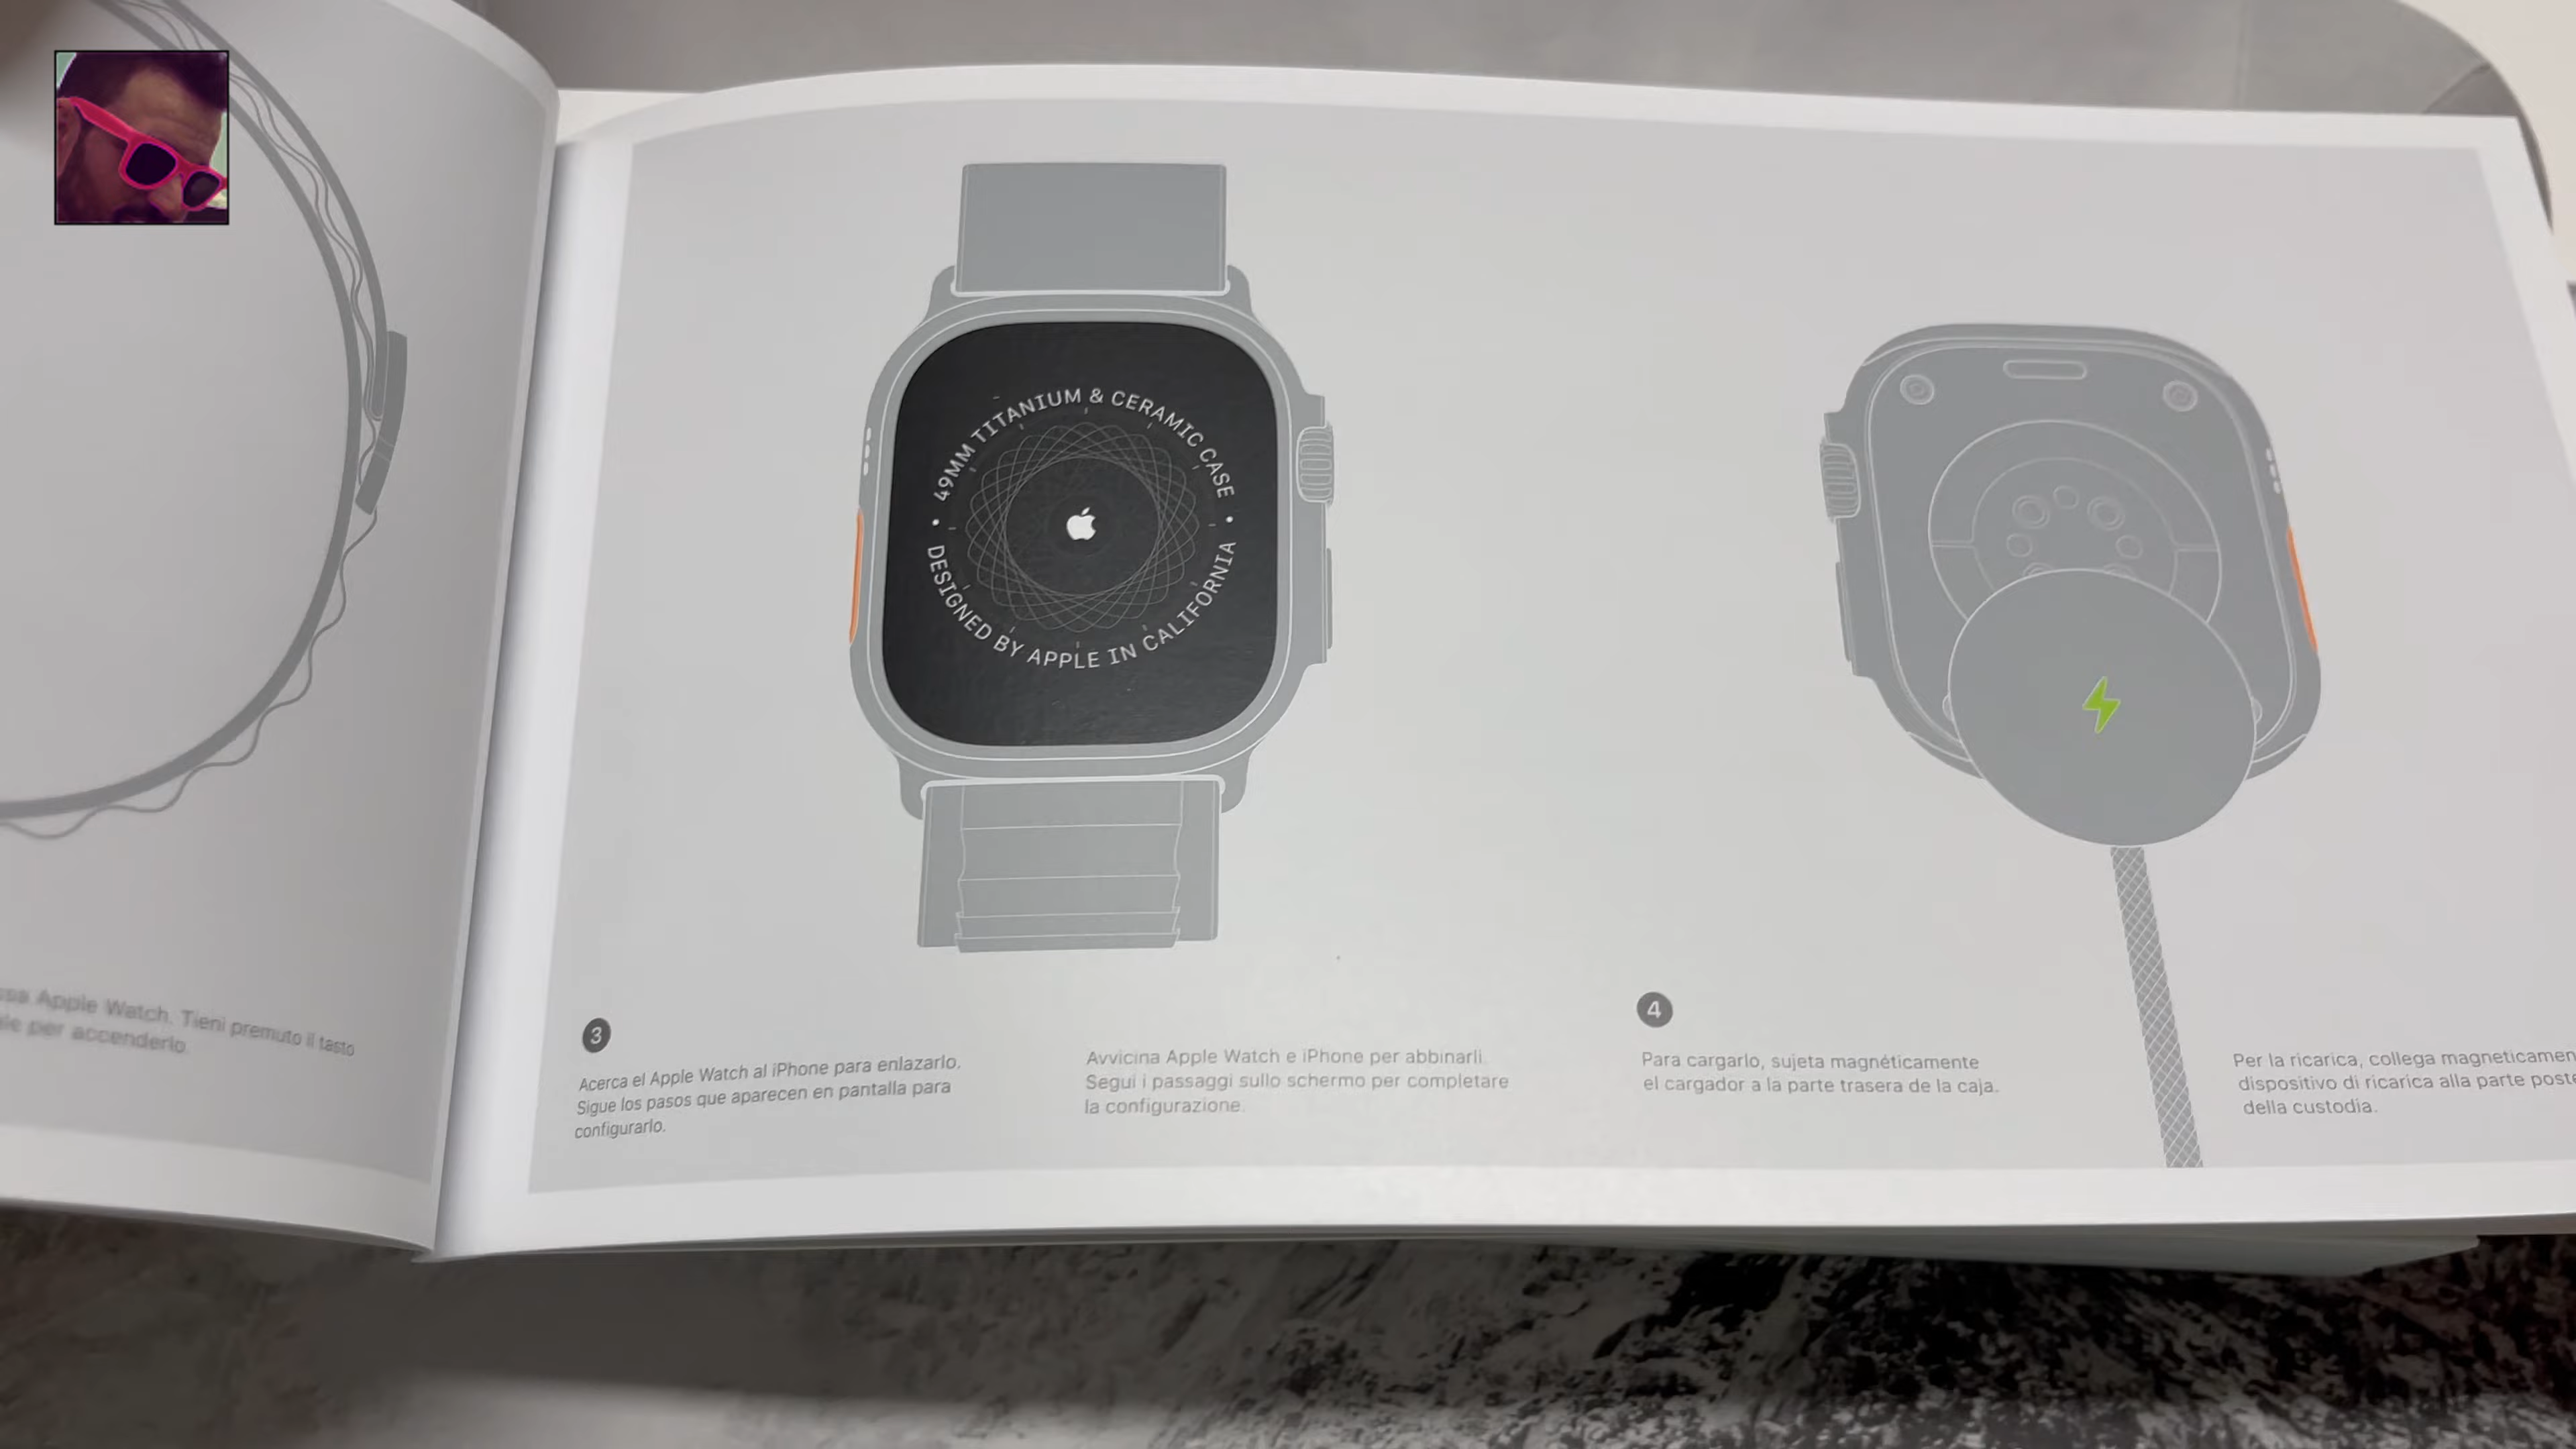 Apple Watch. Tieni premuto il tasto
per accenderlo.
49MM TITANIUM & CERAMIC CASE
DESIGNED BY APPLE IN CALIFORNIA
3
Acerca el Apple Watch al iPhone para enlazarlo.
Sigue los pasos que aparecen en pantalla para
configurarlo.
Avvicina Apple Watch e iPhone per abbinarli.
Segui i passaggi sullo schermo per completare
la configurazione.
4
Para cargarlo, sujeta magnéticamente
el cargador a la parte trasera de la caja.
Per la ricarica, collega
dispositivo di ricarica alla parte
della custodia.